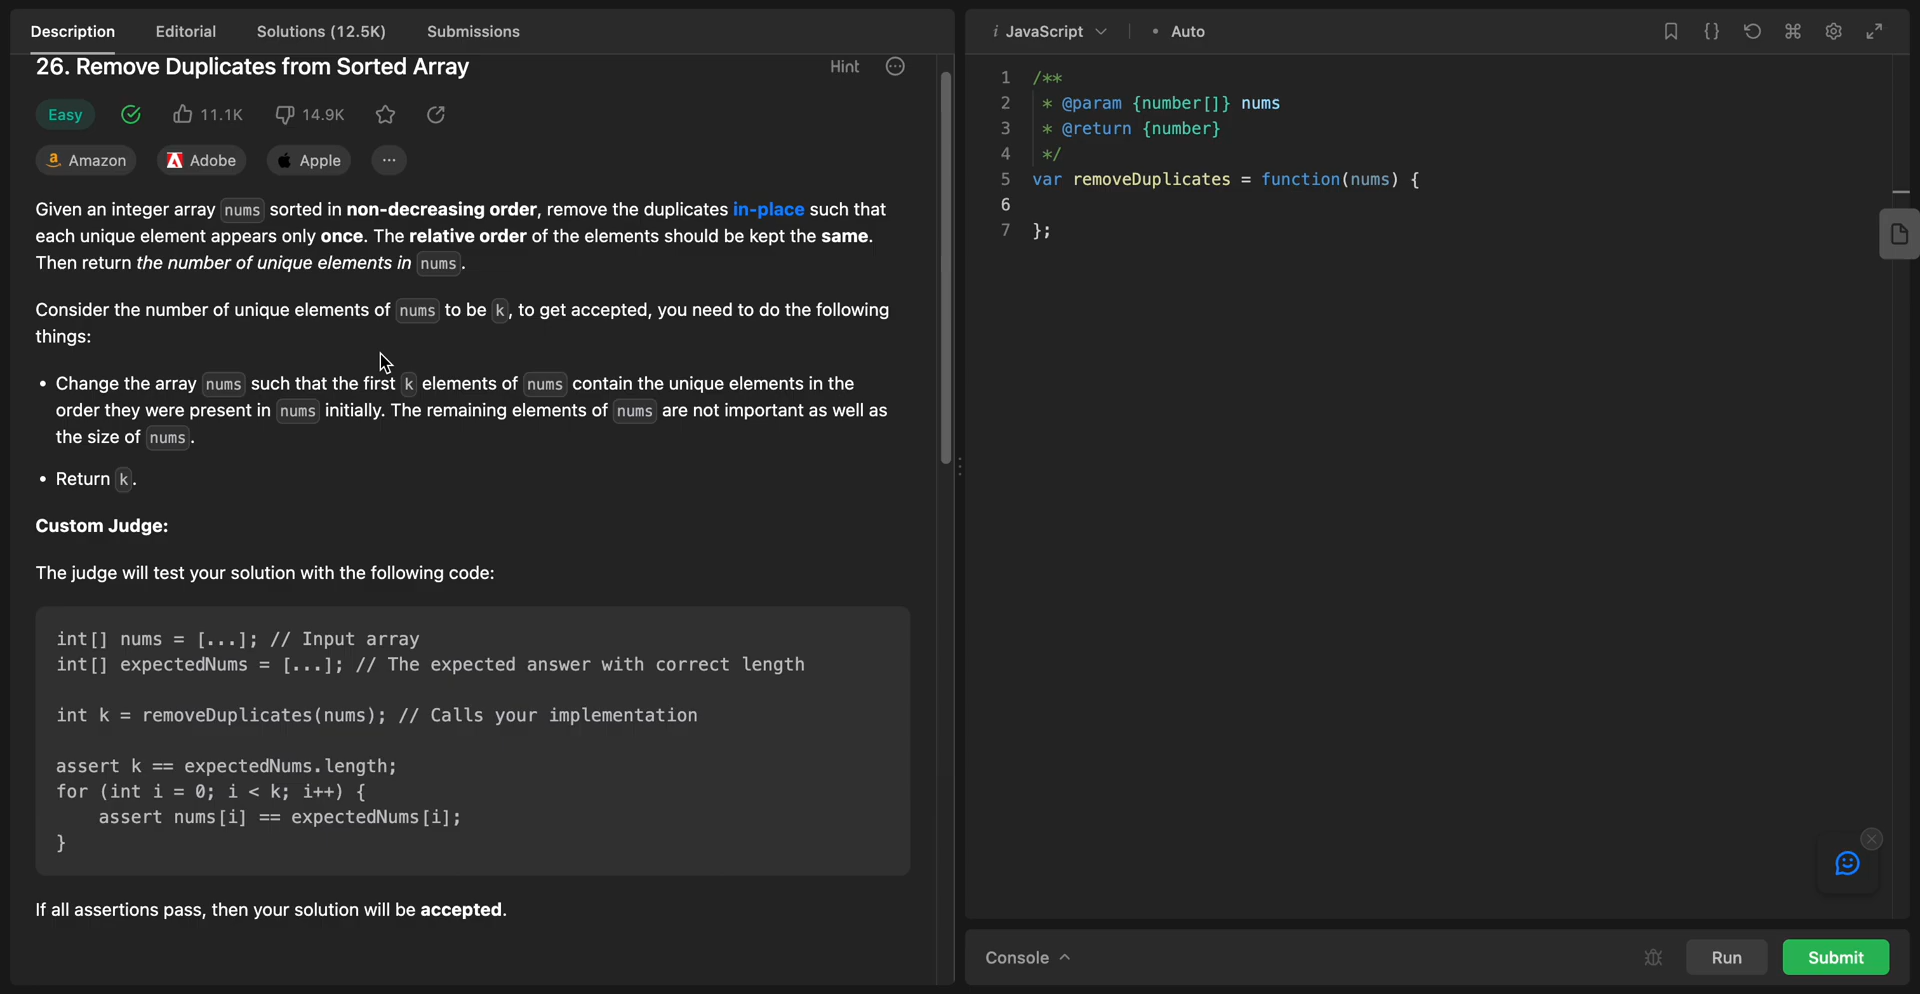 Description Editorial Solutions (12.5K) Submissions
26. Remove Duplicates from Sorted Array Hint
Easy 11.1K 14.9K
Amazon Adobe Apple ...
Given an integer array nums sorted in non-decreasing order, remove the duplicates in-place such that
each unique element appears only once. The relative order of the elements should be kept the same.
Then return the number of unique elements in nums.
Consider the number of unique elements of nums to be k, to get accepted, you need to do the following
things:
• Change the array nums such that the first k elements of nums contain the unique elements in the
order they were present in nums initially. The remaining elements of nums are not important as well as
the size of nums.
• Return k.
Custom Judge:
The judge will test your solution with the following code:
int[] nums = [...]; // Input array
int[] expectedNums = [...]; // The expected answer with correct length
int k = removeDuplicates(nums); // Calls your implementation
assert k == expectedNums.length;
for (int i = 0; i < k; i++) {
    assert nums[i] == expectedNums[i];
}
If all assertions pass, then your solution will be accepted.
i JavaScript • Auto {}
1 /**
2  * @param {number[]} nums
3  * @return {number}
4  */
5 var removeDuplicates = function(nums) {
6
7 };
Console Run Submit